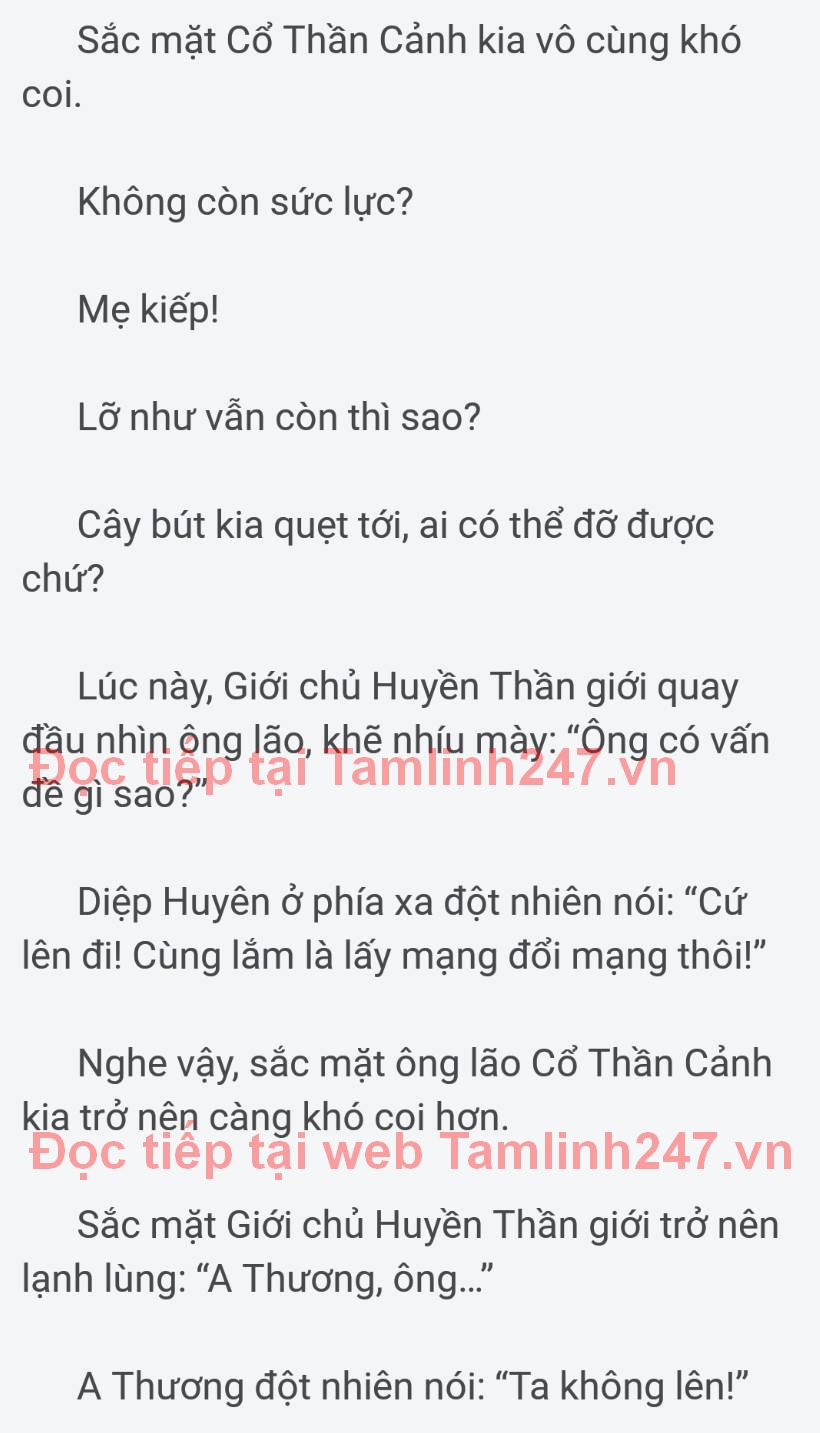 Sắc mặt Cổ Thần Cảnh kia vô cùng khó
coi.
Không còn sức lực?
Mẹ kiếp!
Lỡ như vẫn còn thì sao?
Cây bút kia quẹt tới, ai có thể đỡ được
chứ?
Lúc này, Giới chủ Huyền Thần giới quay
đầu nhìn ông lão, khẽ nhíu mày: “Ông có vấn
Đọc tiếp tại Tamlinh247.vn
đề gì sao?”
Diệp Huyên ở phía xa đột nhiên nói: “Cứ
lên đi! Cùng lắm là lấy mạng đổi mạng thôi!”
Nghe vậy, sắc mặt ông lão Cổ Thần Cảnh
kia trở nên càng khó coi hơn.
Đọc tiếp tại web Tamlinh247.vn
Sắc mặt Giới chủ Huyền Thần giới trở nên
lạnh lùng: “A Thương, ông...”
A Thương đột nhiên nói: “Ta không lên!”